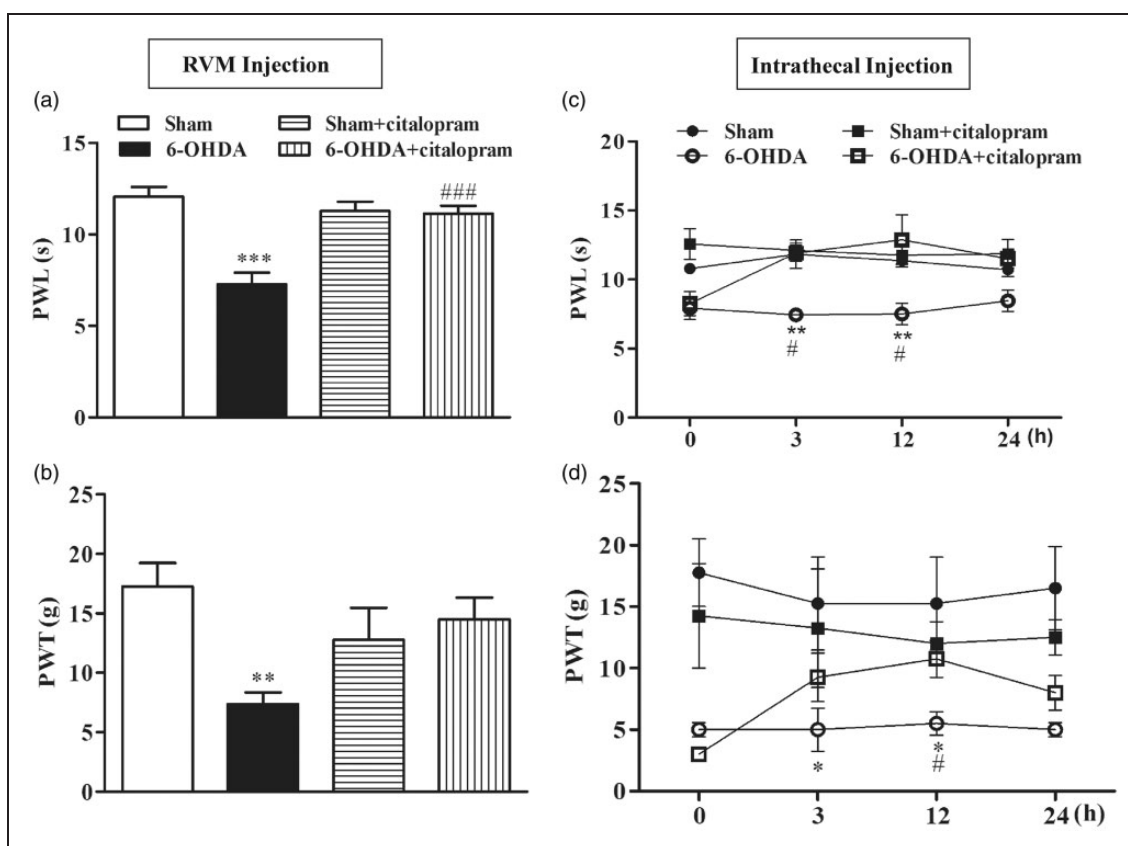 RVM Injection
(a)
Sham
Sham+citalopram
6-OHDA
6-OHDA+citalopram
PWL (s)
15
10
5
0
***
###
(b)
PWT (g)
25
20
15
10
5
0
**
Intrathecal Injection
(c)
Sham
Sham+citalopram
6-OHDA
6-OHDA+citalopram
PWL (s)
20
15
10
5
0
** **
# #
0 3 12 24 (h)
(d)
PWT (g)
25
20
15
10
5
0
* *
#
0 3 12 24 (h)